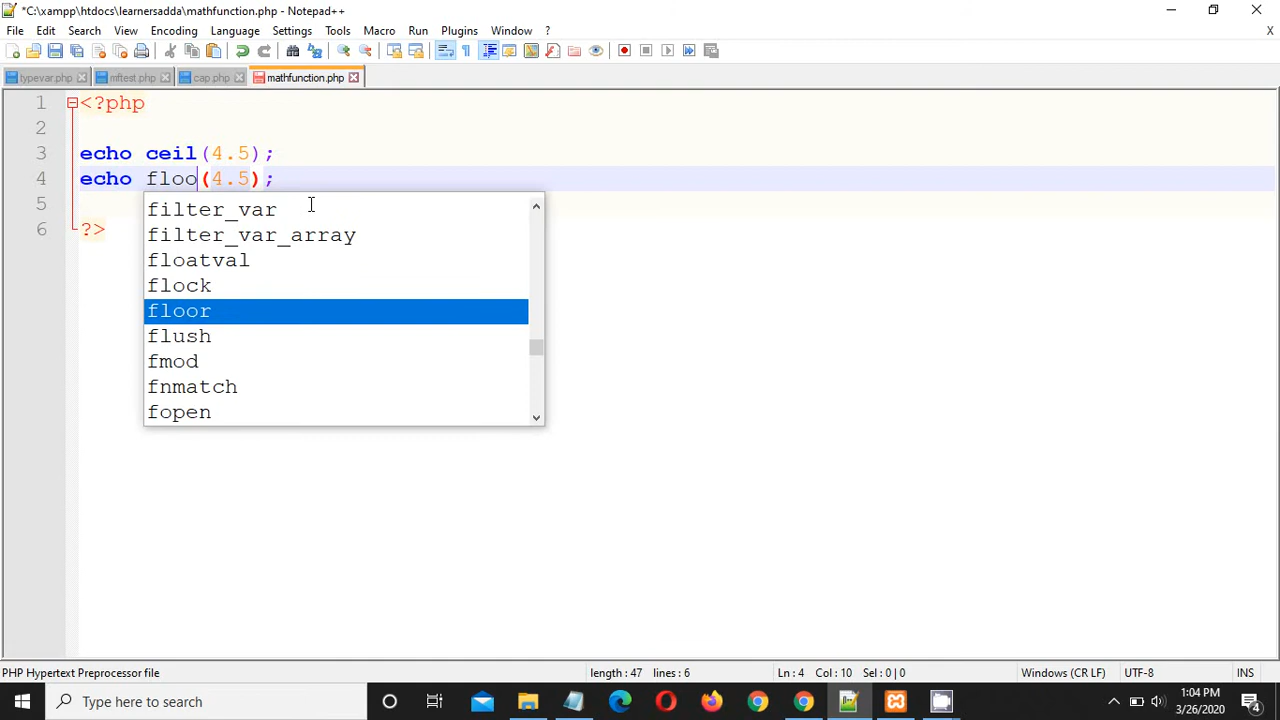 *C:\xampp\htdocs\learnersadda\mathfunction.php - Notepad++
File Edit Search View Encoding Language Settings Tools Macro Run Plugins Window ? X
typevar.php mftest.php cap.php mathfunction.php
1 <?php
2
3 echo ceil(4.5);
4 echo floo(4.5);
5
6 ?>
filter_var
filter_var_array
floatval
flock
floor
flush
fmod
fnmatch
fopen
PHP Hypertext Preprocessor file length : 47 lines : 6 Ln : 4 Col : 10 Sel : 0 | 0 Windows (CR LF) UTF-8 INS
Type here to search
1:04 PM
3/26/2020
4